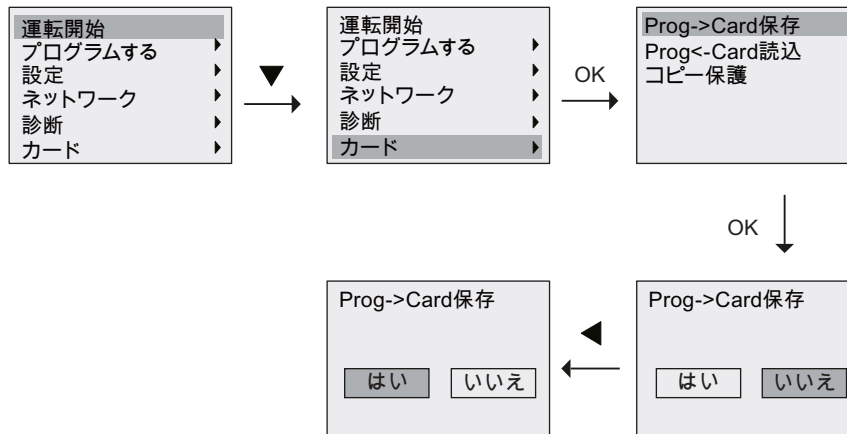 運転開始
プログラムする
設定
ネットワーク
診断
カード
▼
運転開始
プログラムする
設定
ネットワーク
診断
カード
OK
Prog->Card保存
Prog<-Card読込
コピー保護
OK
Prog->Card保存
はい いいえ
◀
Prog->Card保存
はい いいえ